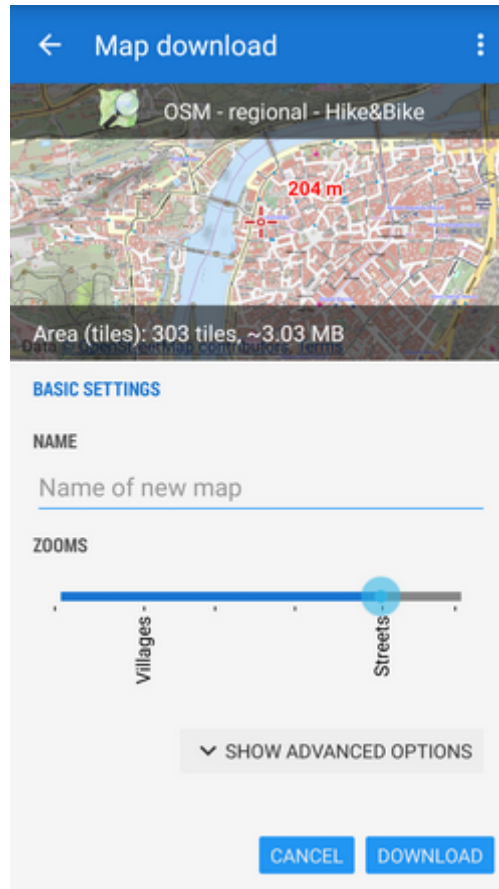 Map download
OSM - regional - Hike&Bike
204 m
Area (tiles): 303 tiles, ~3.03 MB
Data © OpenStreetMap contributors, Terms
BASIC SETTINGS
NAME
Name of new map
ZOOMS
Villages
Streets
SHOW ADVANCED OPTIONS
CANCEL
DOWNLOAD